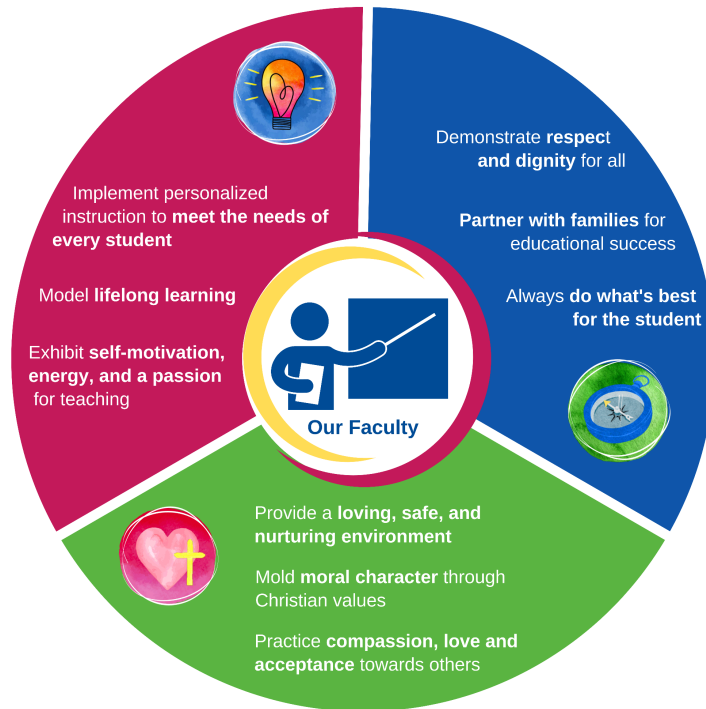 Implement personalized
instruction to meet the needs of
every student
Model lifelong learning
Exhibit self-motivation,
energy, and a passion
for teaching
Demonstrate respect
and dignity for all
Partner with families for
educational success
Always do what's best
for the student
Our Faculty
Provide a loving, safe, and
nurturing environment
Mold moral character through
Christian values
Practice compassion, love and
acceptance towards others